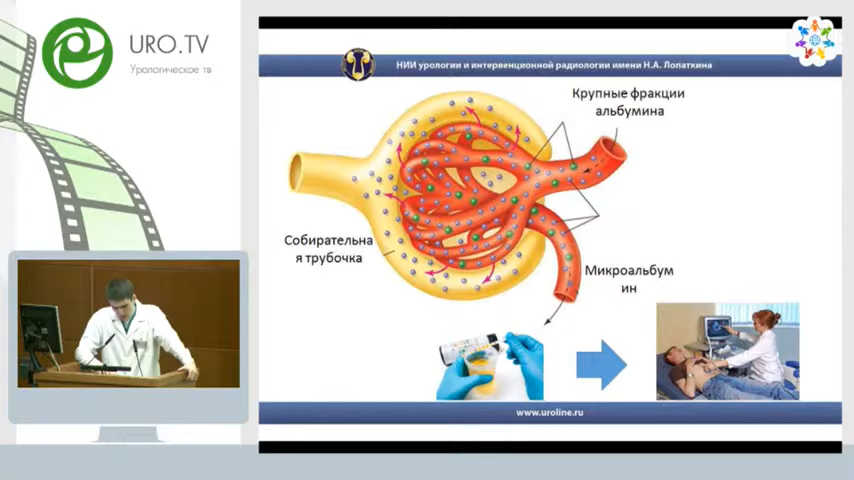 URO.TV
Урологическое тв
НИИ урологии и интервенционной радиологии имени Н.А. Лопаткина
Крупные фракции
альбумина
Собирательна
я трубочка
Микроальбум
ин
www.uroline.ru